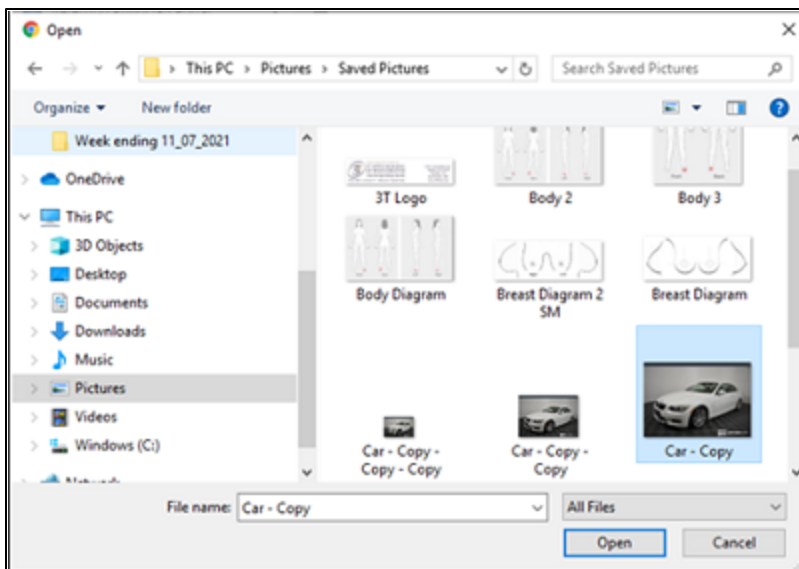 Open
This PC > Pictures > Saved Pictures
Search Saved Pictures
Organize
New folder
Week ending 11_07_2021
OneDrive
This PC
3D Objects
Desktop
Documents
Downloads
Music
Pictures
Videos
Windows (C:)
3T Logo
Body 2
Body 3
Body Diagram
Breast Diagram 2
SM
Breast Diagram
Car - Copy -
Copy - Copy
Car - Copy -
Copy
Car - Copy
File name: Car - Copy
All Files
Open
Cancel